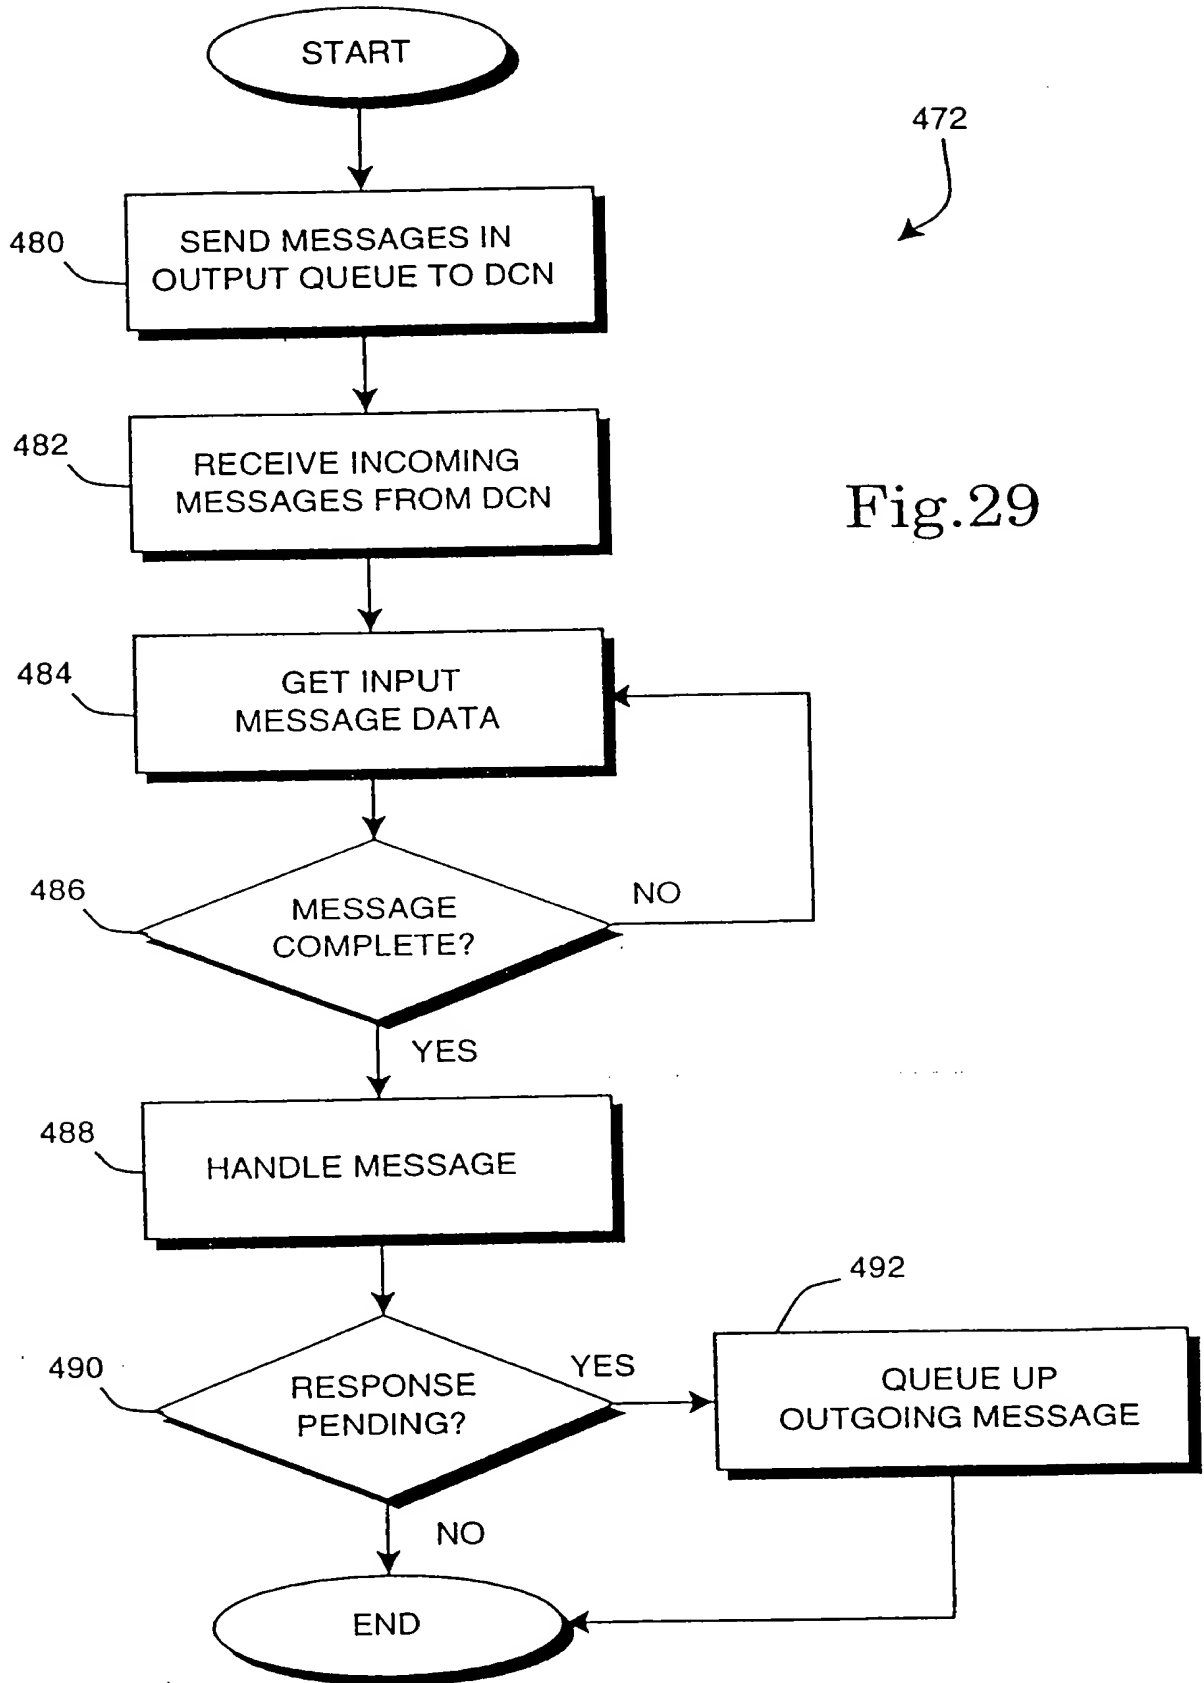 START
472
480
SEND MESSAGES IN
OUTPUT QUEUE TO DCN
482
RECEIVE INCOMING
MESSAGES FROM DCN
Fig.29
484
GET INPUT
MESSAGE DATA
486
MESSAGE
COMPLETE?
NO
YES
488
HANDLE MESSAGE
492
490
RESPONSE
PENDING?
YES
QUEUE UP
OUTGOING MESSAGE
NO
END